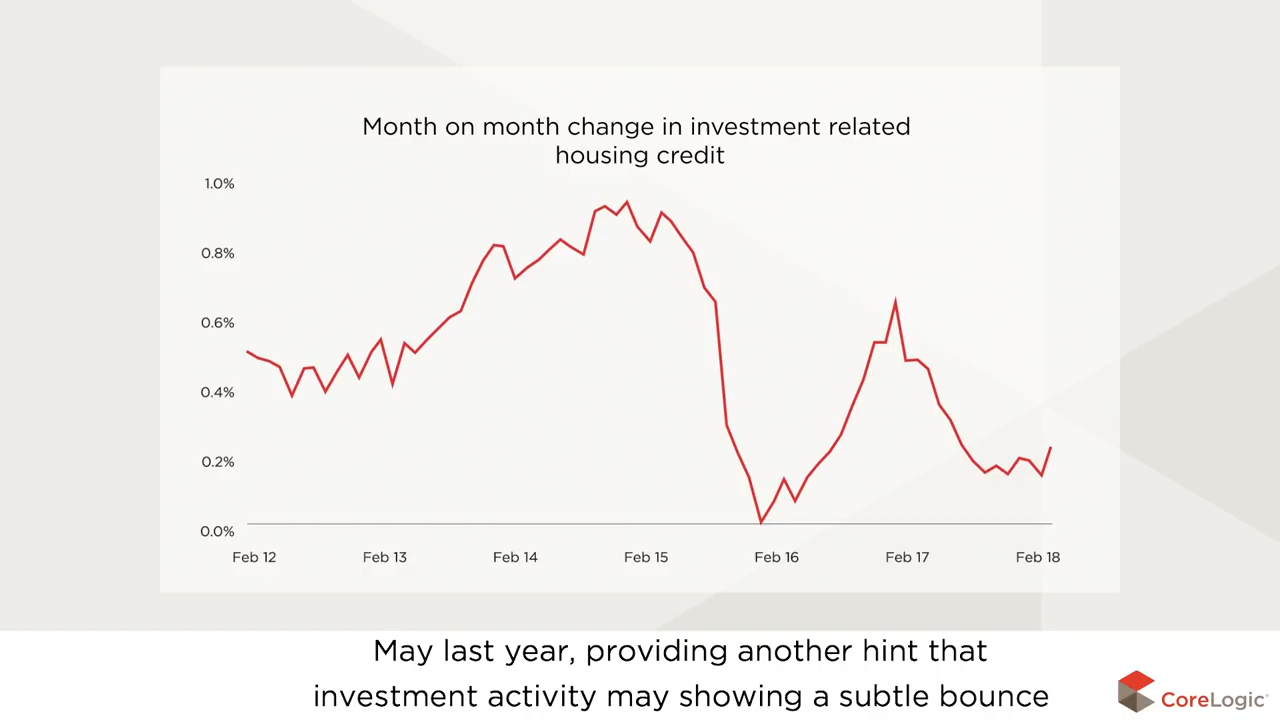 Month on month change in investment related
housing credit
1.0%
0.8%
0.6%
0.4%
0.2%
0.0%
Feb 12
Feb 13
Feb 14
Feb 15
Feb 16
Feb 17
Feb 18
May last year, providing another hint that
investment activity may showing a subtle bounce
CoreLogic